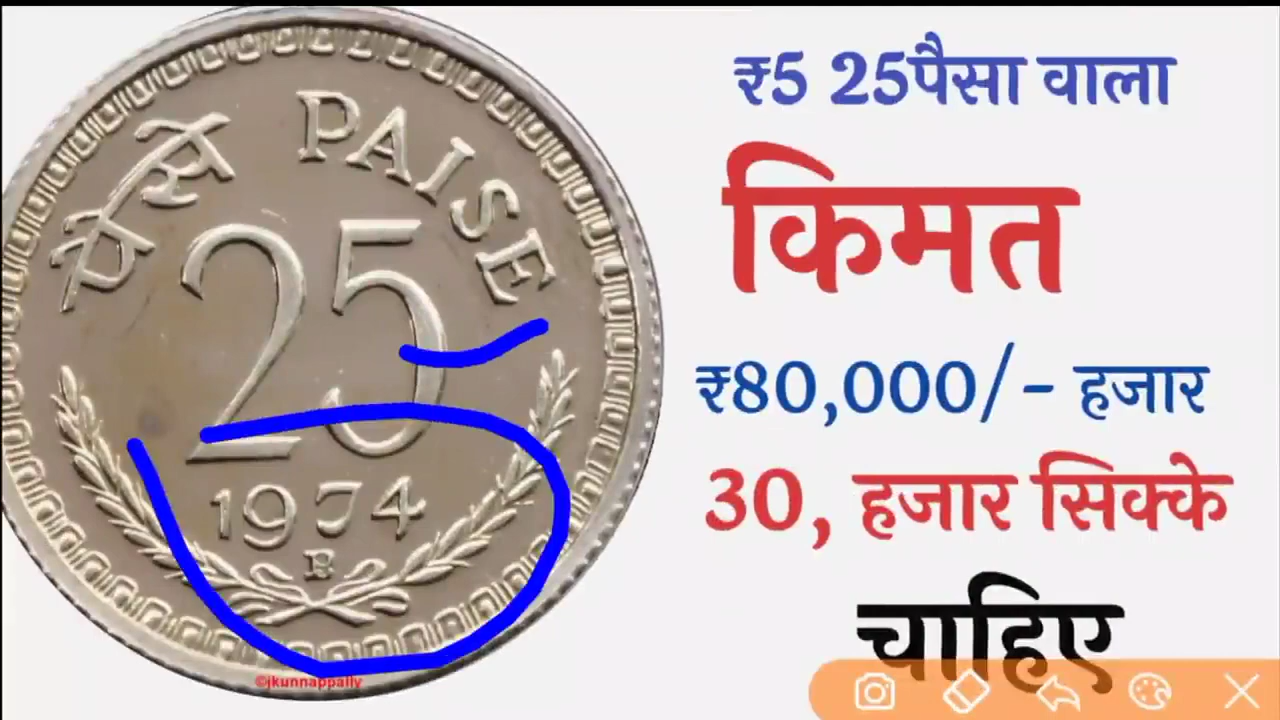 पैसे PAISE
25
1974
B
©jkunnappally
₹5 25पैसा वाला
किमत
₹80,000/- हजार
30, हजार सिक्के
चाहिए